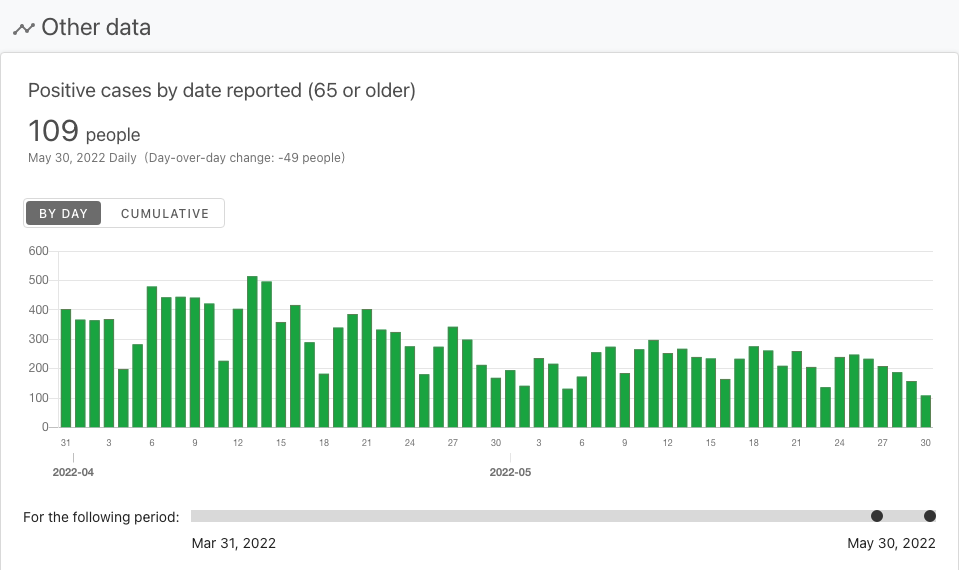 Other data
Positive cases by date reported (65 or older)
109 people
May 30, 2022 Daily (Day-over-day change: -49 people)
BY DAY CUMULATIVE
600
500
400
300
200
100
0
31 3 6 9 12 15 18 21 24 27 30 3 6 9 12 15 18 21 24 27 30
2022-04 2022-05
For the following period:
Mar 31, 2022 May 30, 2022